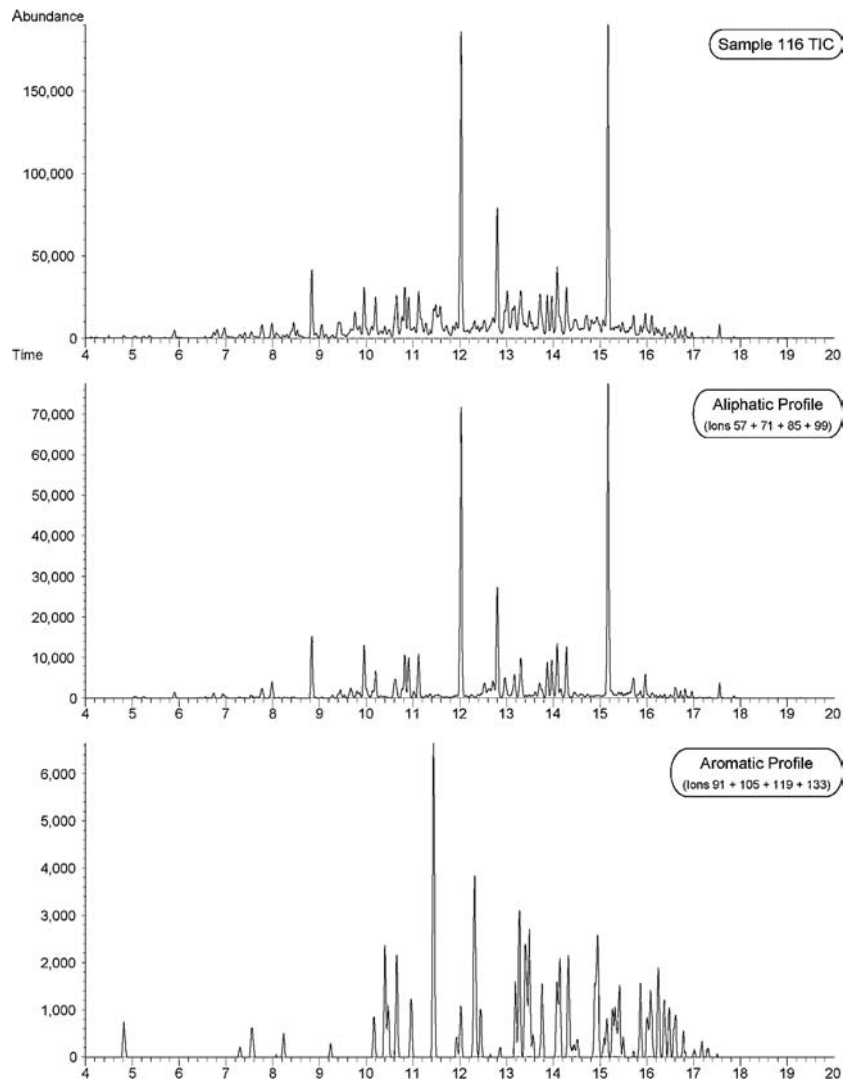 Abundance
Sample 116 TIC
150,000
100,000
50,000
0
4 5 6 7 8 9 10 11 12 13 14 15 16 17 18 19 20
Time
Aliphatic Profile
(Ions 57 + 71 + 85 + 99)
70,000
60,000
50,000
40,000
30,000
20,000
10,000
0
4 5 6 7 8 9 10 11 12 13 14 15 16 17 18 19 20
Aromatic Profile
(Ions 91 + 105 + 119 + 133)
6,000
5,000
4,000
3,000
2,000
1,000
0
4 5 6 7 8 9 10 11 12 13 14 15 16 17 18 19 20